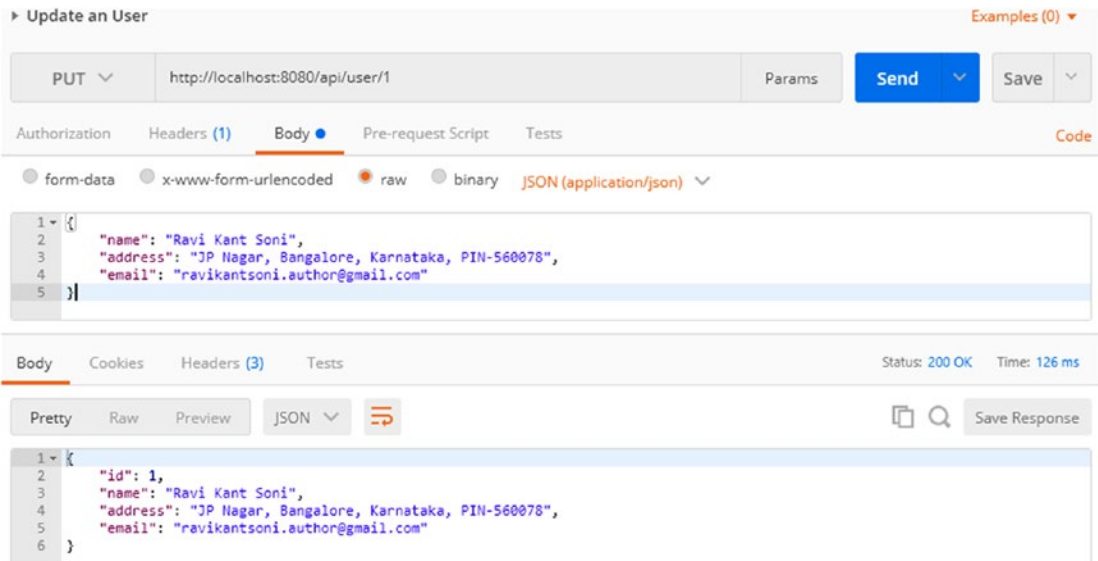 Update an User Examples (0)
PUT http://localhost:8080/api/user/1 Params Send Save
Authorization Headers (1) Body Pre-request Script Tests Code
form-data x-www-form-urlencoded raw binary JSON (application/json)
1 {
2 "name": "Ravi Kant Soni",
3 "address": "JP Nagar, Bangalore, Karnataka, PIN-560078",
4 "email": "ravikantsoni.author@gmail.com"
5 }
Body Cookies Headers (3) Tests Status: 200 OK Time: 126 ms
Pretty Raw Preview JSON Save Response
1 {
2 "id": 1,
3 "name": "Ravi Kant Soni",
4 "address": "JP Nagar, Bangalore, Karnataka, PIN-560078",
5 "email": "ravikantsoni.author@gmail.com"
6 }